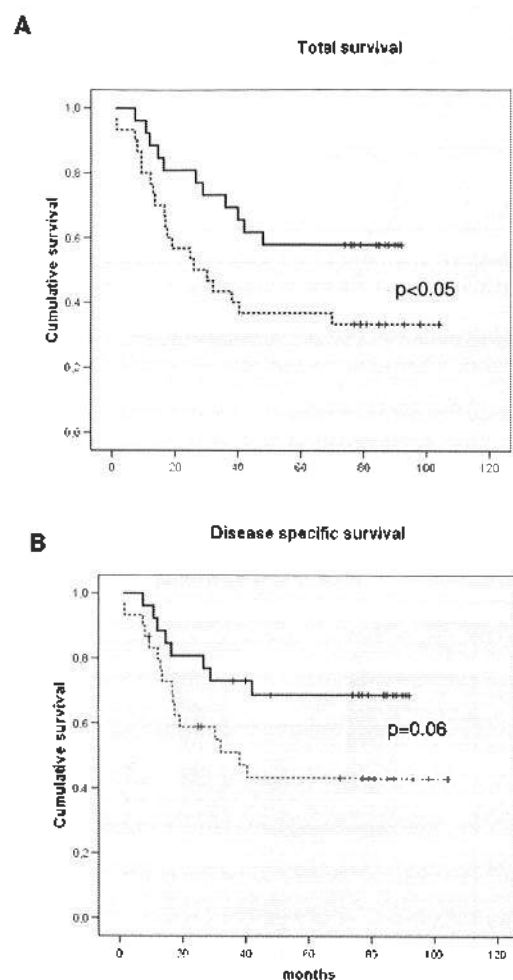 A
Total survival
1,0
0,8
0,6
0,4
0,2
0,0
Cumulative survival
p<0.05
0 20 40 60 80 100 120
B
Disease specific survival
1,0
0,8
0,6
0,4
0,2
0,0
Cumulative survival
p=0.06
0 20 40 60 80 100 120
months